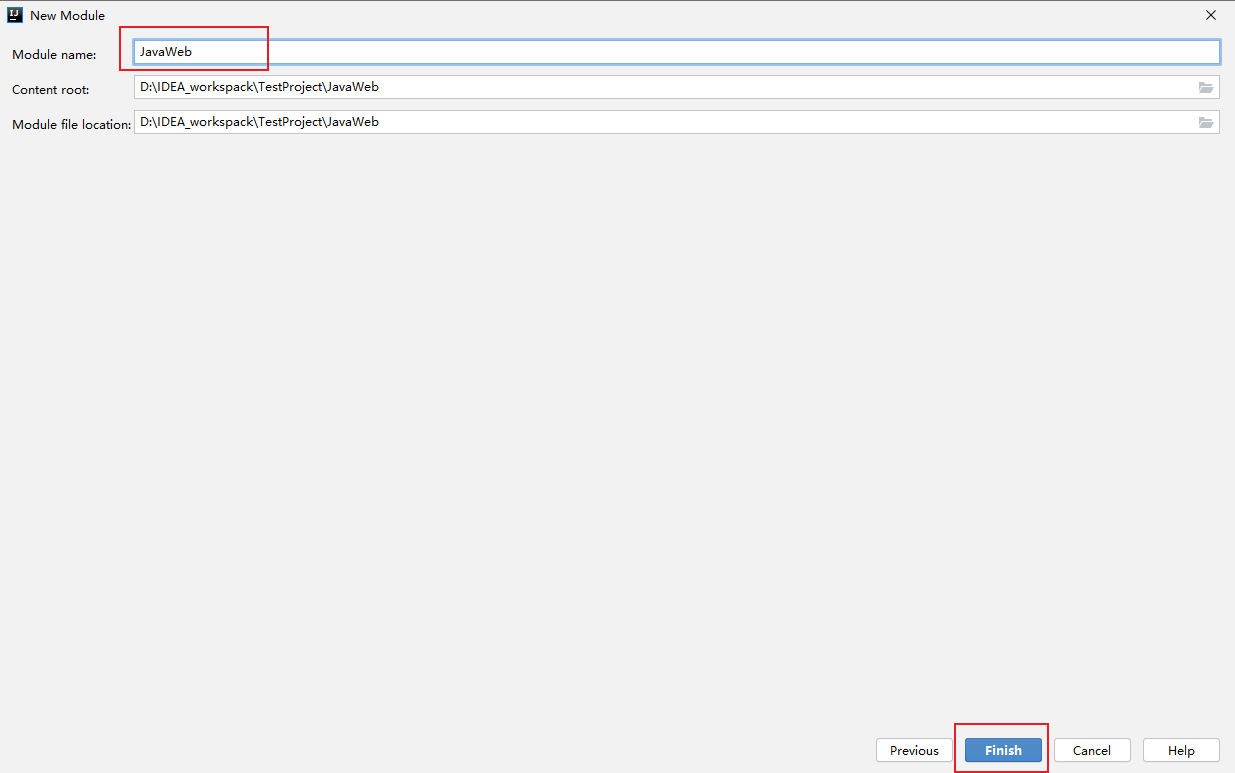 New Module
Module name: JavaWeb
Content root: D:\IDEA_workspack\TestProject\JavaWeb
Module file location: D:\IDEA_workspack\TestProject\JavaWeb
Previous Finish Cancel Help